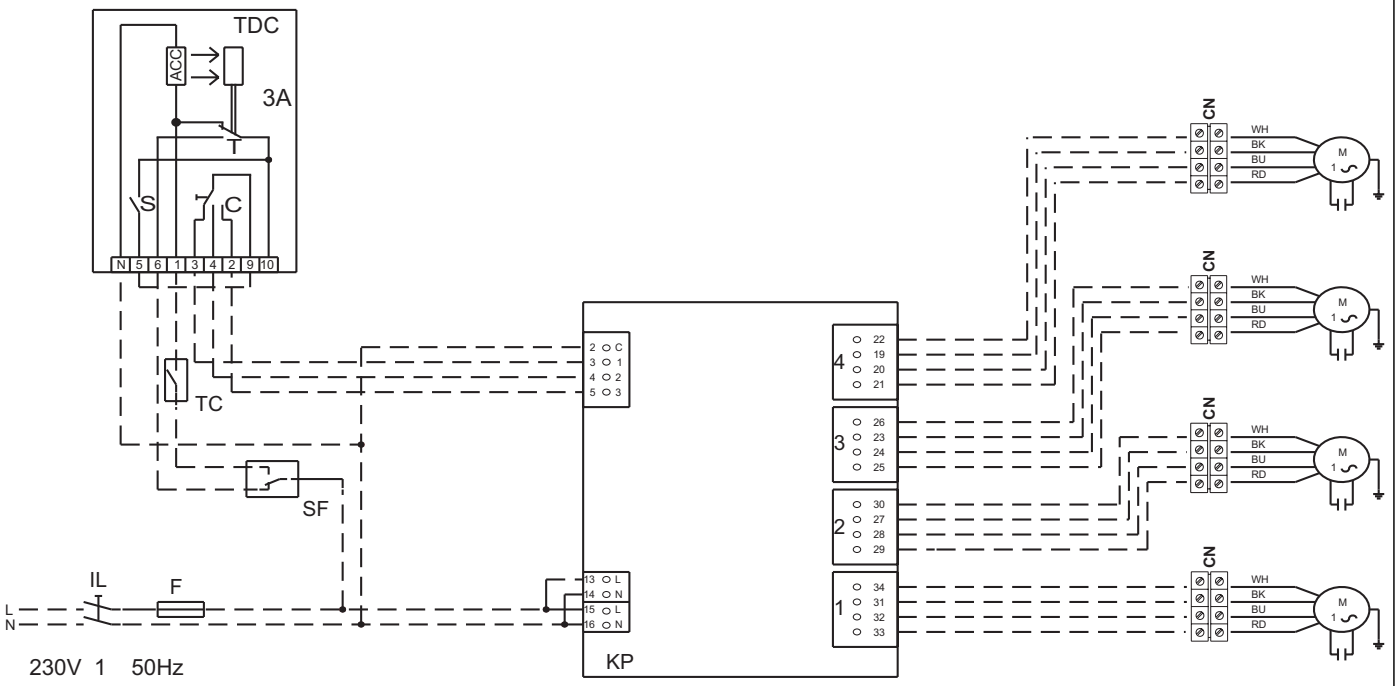 TDC
ACC
3A
S
C
N 5 6 1 3 4 2 9 10
TC
SF
IL
F
L
N
230V 1 50Hz
2 C
3 1
4 2
5 3
13 L
14 N
15 L
16 N
KP
4
22
19
20
21
3
26
23
24
25
2
30
27
28
29
1
34
31
32
33
CN
WH
BK
BU
RD
M
1
CN
WH
BK
BU
RD
M
1
CN
WH
BK
BU
RD
M
1
CN
WH
BK
BU
RD
M
1